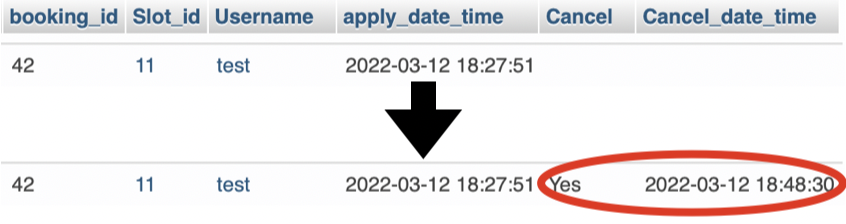 booking_id Slot_id Username apply_date_time Cancel Cancel_date_time
42 11 test 2022-03-12 18:27:51
42 11 test 2022-03-12 18:27:51 Yes 2022-03-12 18:48:30